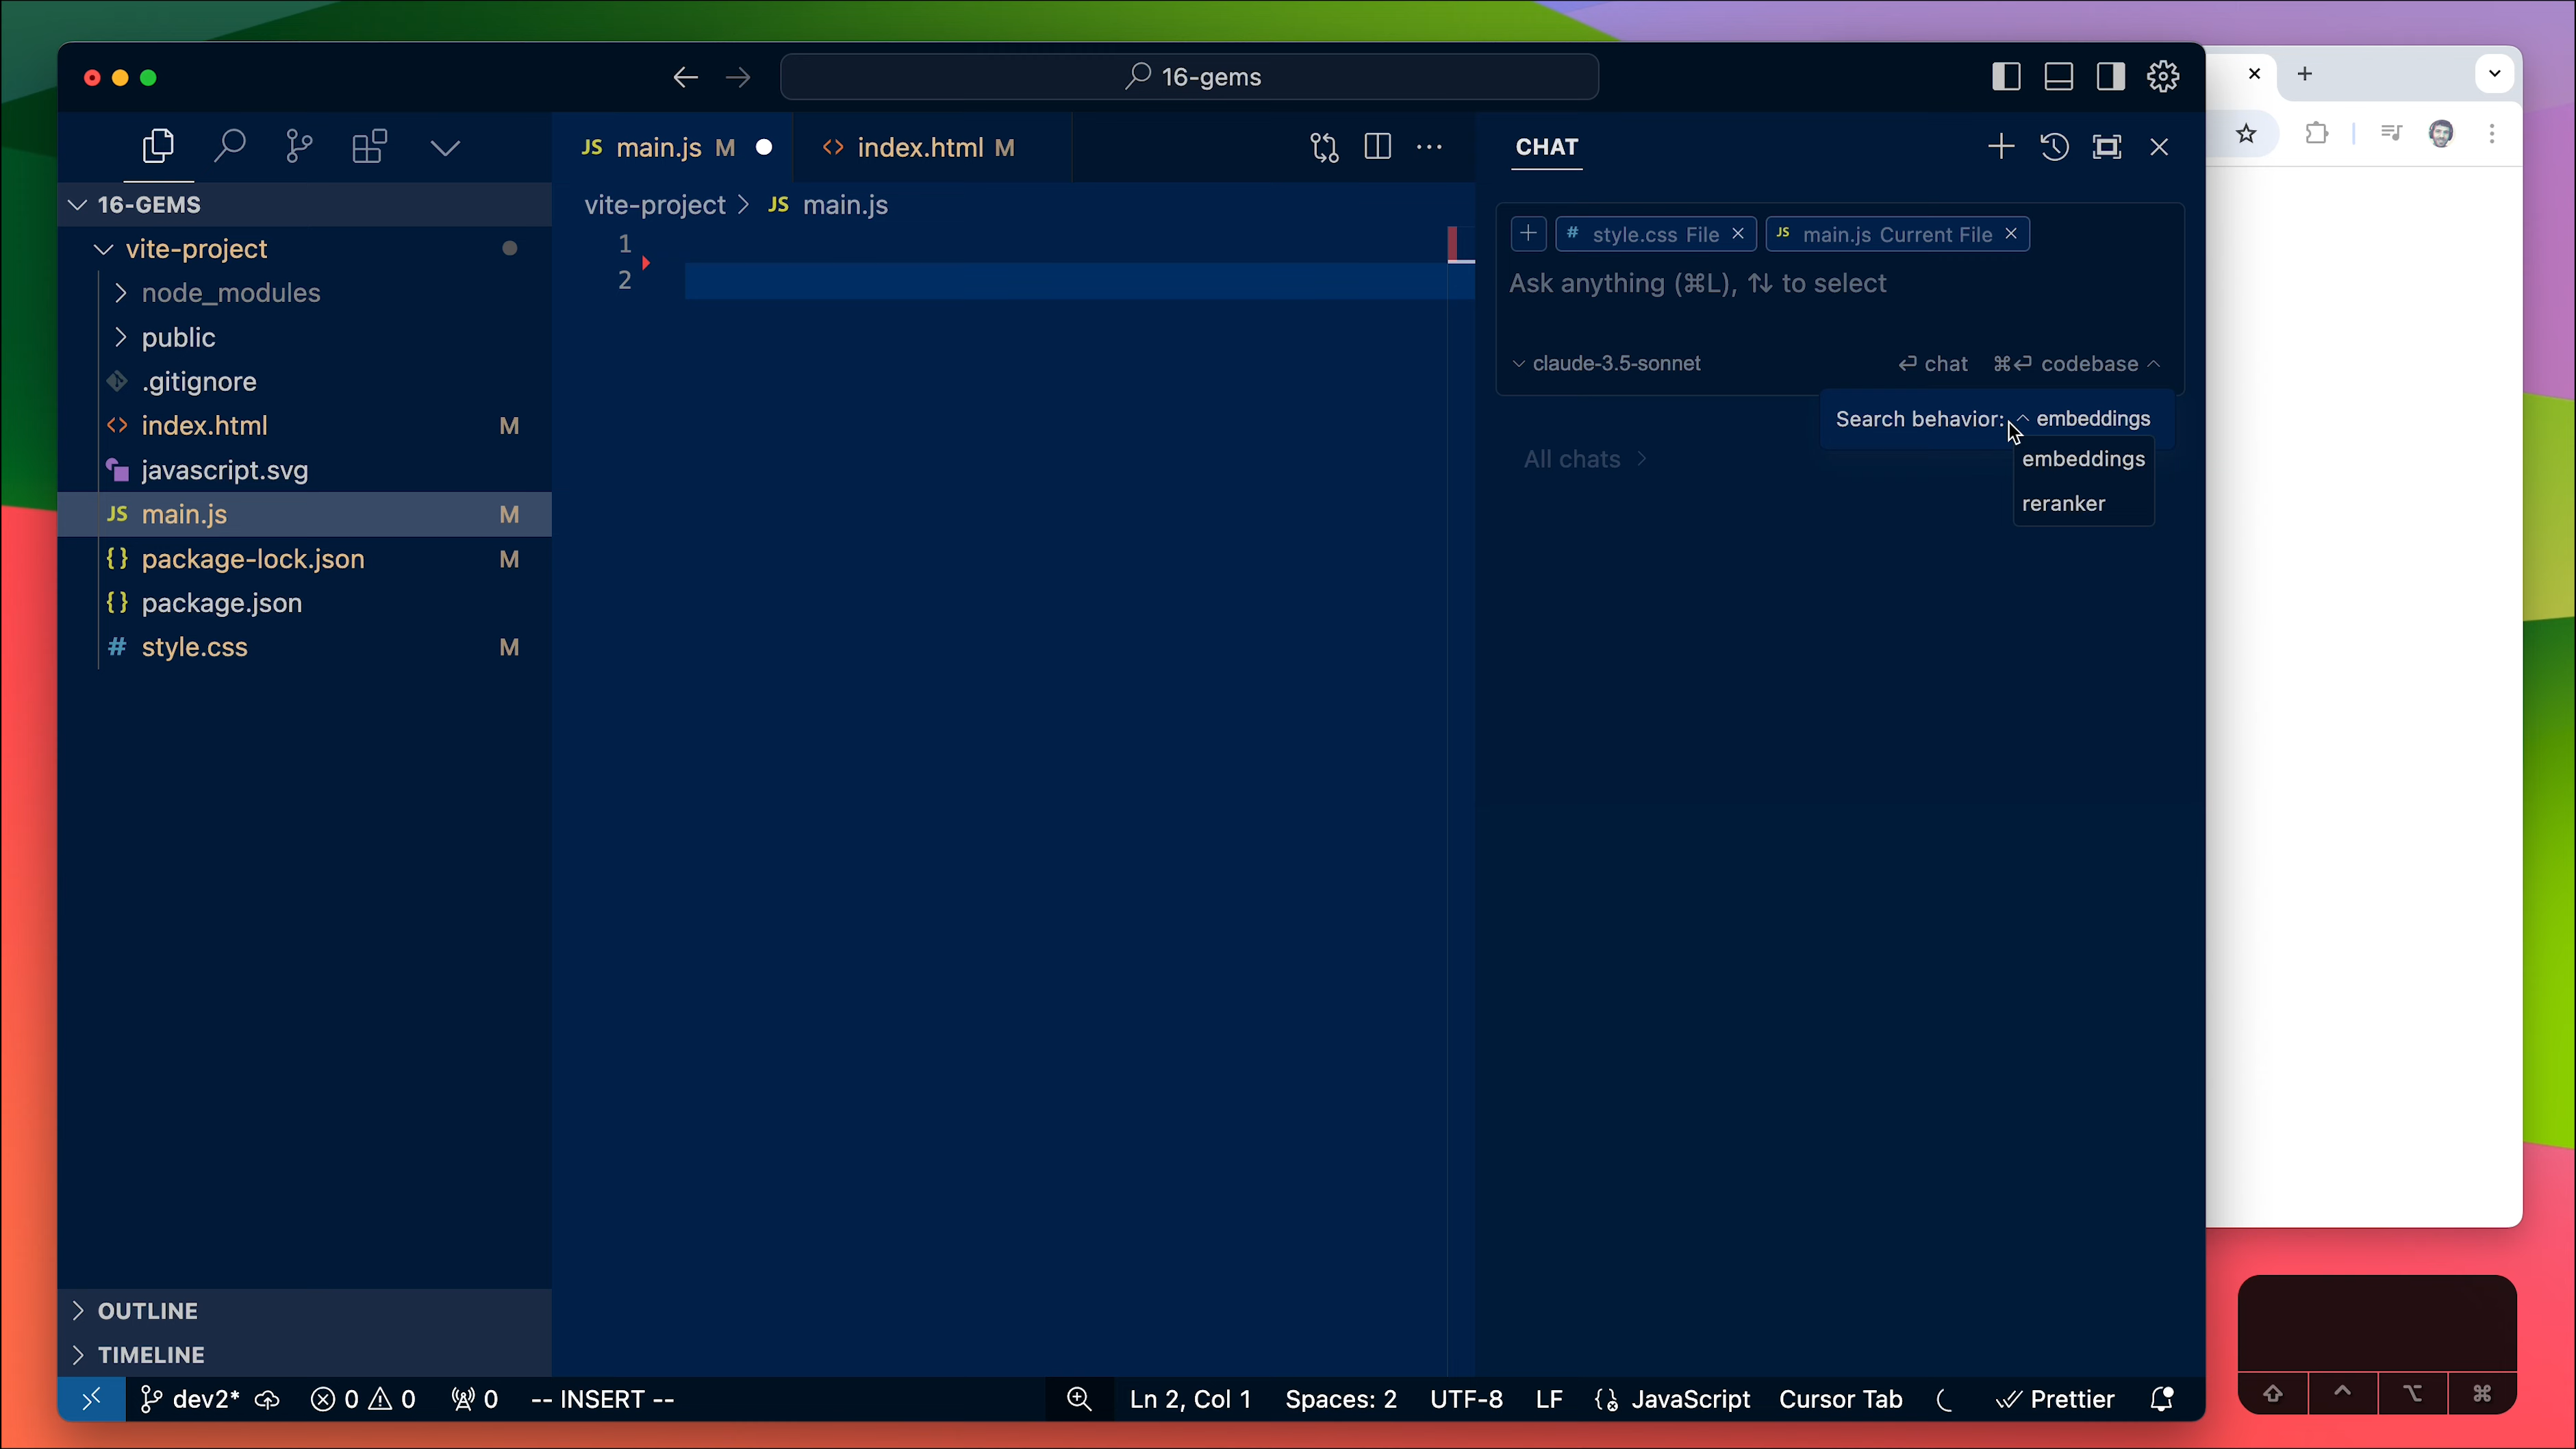 16-gems
JS main.js M
<> index.html M
CHAT
16-GEMS
vite-project > JS main.js
vite-project
1
# style.css File
JS main.js Current File
2
Ask anything (⌘L), ↑↓ to select
node_modules
public
claude-3.5-sonnet
⏎ chat
⌘⏎ codebase
.gitignore
Search behavior: embeddings
<> index.html M
embeddings
All chats >
javascript.svg
reranker
JS main.js M
{} package-lock.json M
{} package.json
# style.css M
OUTLINE
TIMELINE
dev2* 0 0 0 -- INSERT -- Ln 2, Col 1 Spaces: 2 UTF-8 LF JavaScript Cursor Tab Prettier